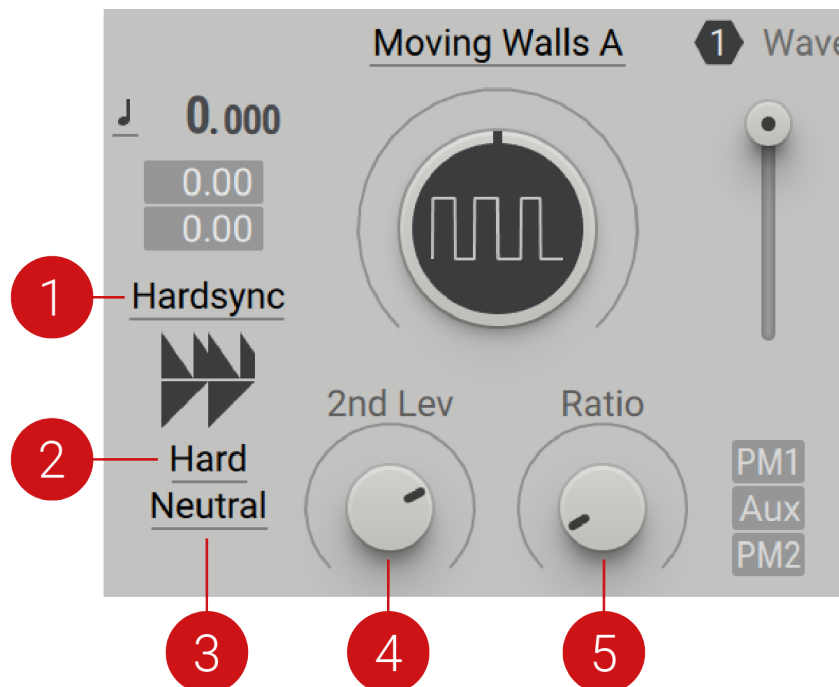 Moving Walls A
1 Wave
0.000
0.00
0.00
1
Hardsync
2nd Lev
Ratio
2
Hard
Neutral
PM1
Aux
PM2
3
4
5